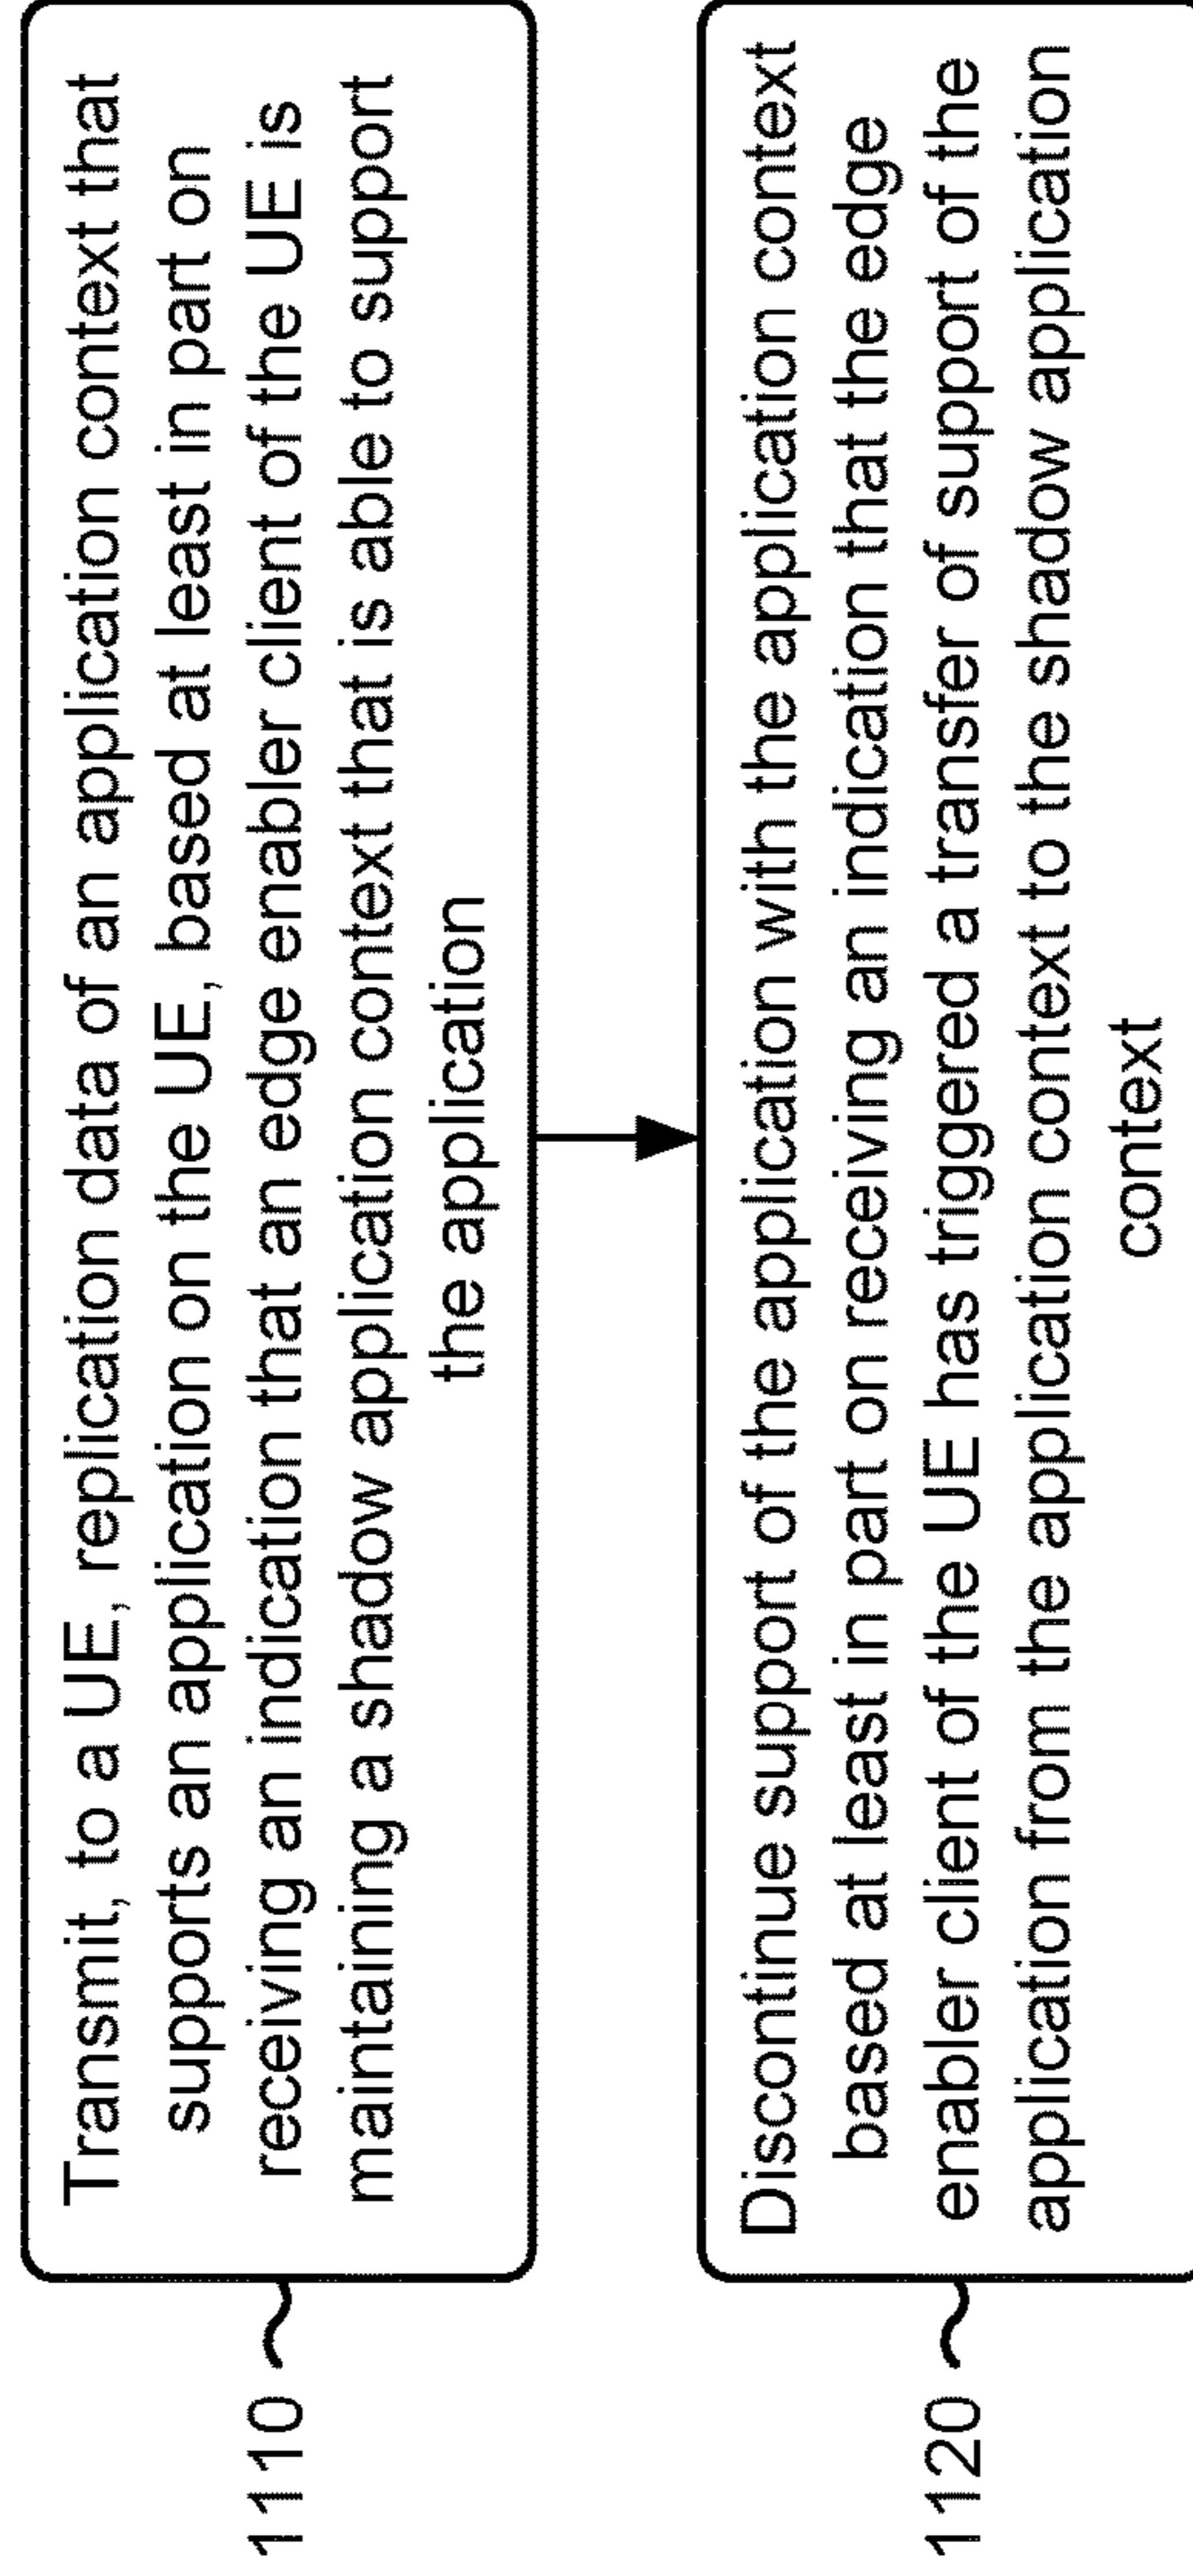 1110
Transmit, to a UE, replication data of an application context that
supports an application on the UE, based at least in part on
receiving an indication that an edge enabler client of the UE is
maintaining a shadow application context that is able to support
the application
1120
Discontinue support of the application with the application context
based at least in part on receiving an indication that the edge
enabler client of the UE has triggered a transfer of support of the
application from the application context to the shadow application
context